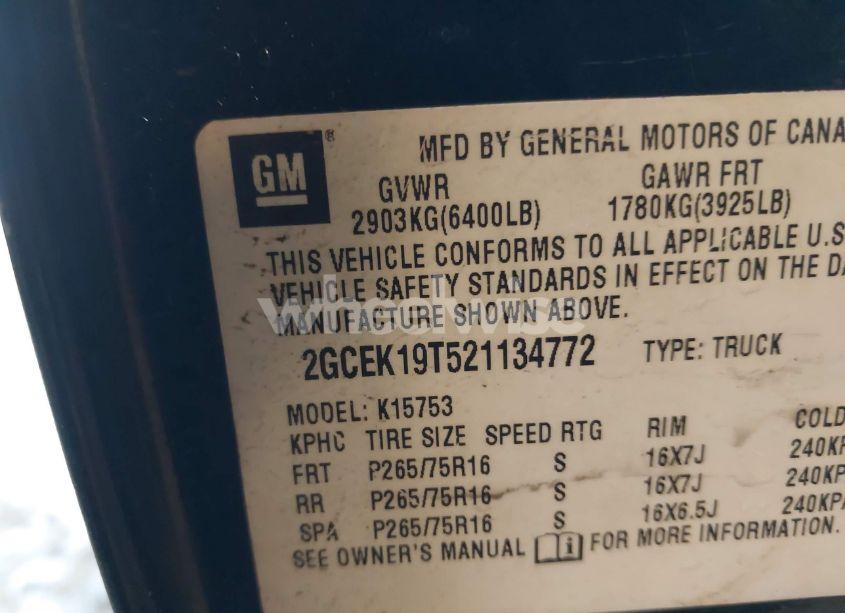 GM ®
MFD BY GENERAL MOTORS OF CANA
GVWR GAWR FRT
2903KG(6400LB) 1780KG(3925LB)
THIS VEHICLE CONFORMS TO ALL APPLICABLE U.S
VEHICLE SAFETY STANDARDS IN EFFECT ON THE DA
MANUFACTURE SHOWN ABOVE.
wheelwise
2GCEK19T521134772 TYPE: TRUCK
MODEL: K15753
KPHC TIRE SIZE SPEED RTG RIM COLD
FRT P265/75R16 S 16X7J 240KP
RR P265/75R16 S 16X7J 240KP
SPA P265/75R16 S 16X6.5J 240KPA
SEE OWNER'S MANUAL i FOR MORE INFORMATION.